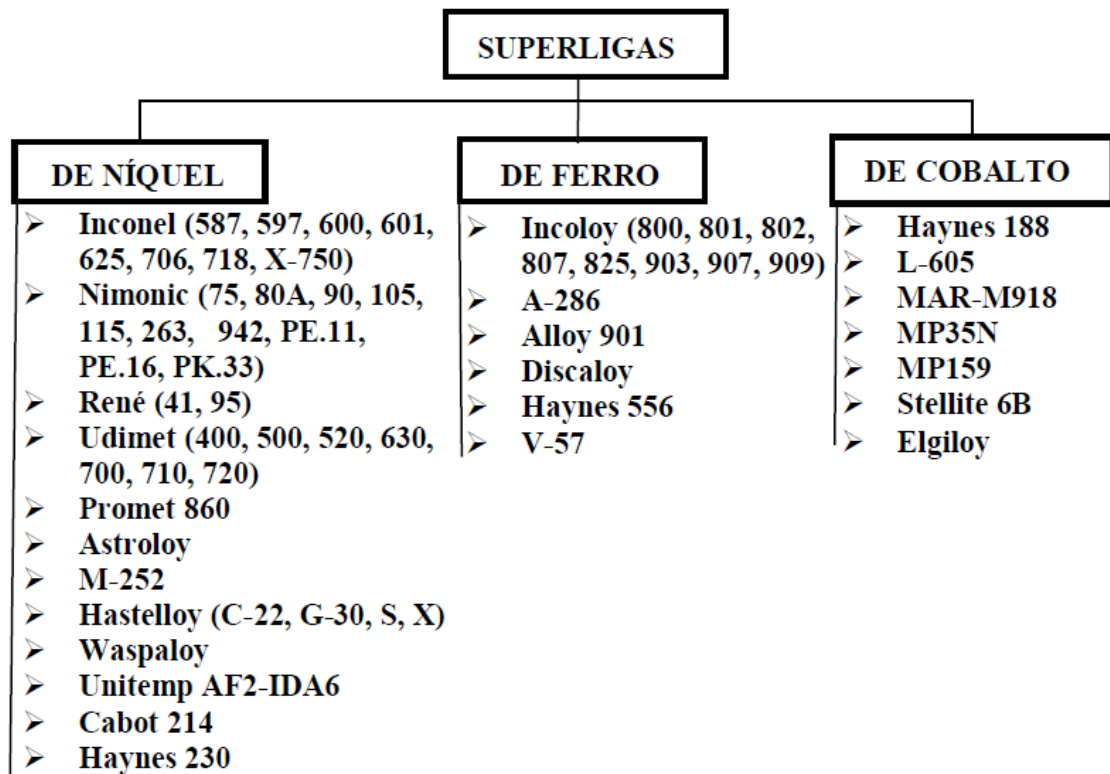 SUPERLIGAS
DE NÍQUEL
Inconel (587, 597, 600, 601,
625, 706, 718, X-750)
Nimonic (75, 80A, 90, 105,
115, 263, 942, PE.11,
PE.16, PK.33)
René (41, 95)
Udimet (400, 500, 520, 630,
700, 710, 720)
Promet 860
Astroloy
M-252
Hastelloy (C-22, G-30, S, X)
Waspaloy
Unitemp AF2-IDA6
Cabot 214
Haynes 230
DE FERRO
Incoloy (800, 801, 802,
807, 825, 903, 907, 909)
A-286
Alloy 901
Discaloy
Haynes 556
V-57
DE COBALTO
Haynes 188
L-605
MAR-M918
MP35N
MP159
Stellite 6B
Elgiloy